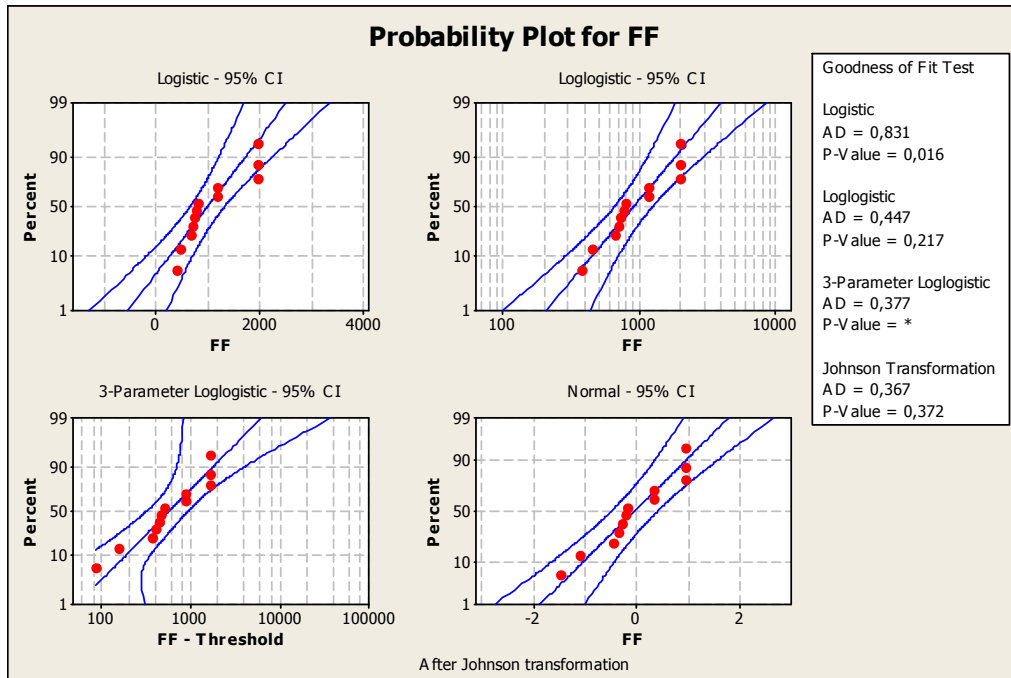 Probability Plot for FF
Logistic - 95% CI
99
90
50
10
1
Percent
0
2000
4000
FF
Loglogistic - 95% CI
99
90
50
10
1
Percent
100
1000
10000
FF
3-Parameter Loglogistic - 95% CI
99
90
50
10
1
Percent
100
1000
10000
100000
FF - Threshold
Normal - 95% CI
99
90
50
10
1
Percent
-2
0
2
FF
After Johnson transformation
Goodness of Fit Test
Logistic
AD = 0,831
P-Value = 0,016
Loglogistic
AD = 0,447
P-Value = 0,217
3-Parameter Loglogistic
AD = 0,377
P-Value = *
Johnson Transformation
AD = 0,367
P-Value = 0,372